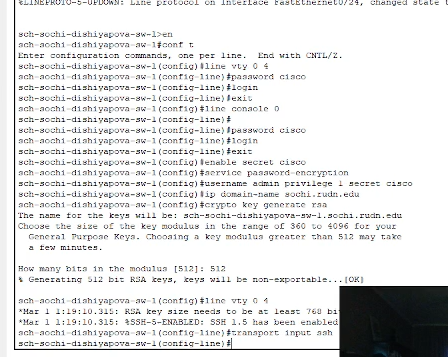 %LINEPROTO-5-UPDOWN: Line protocol on Interface FastEthernet0/24, changed state
sch-sochi-dishiyapova-sw-1>en
sch-sochi-dishiyapova-sw-1#conf t
Enter configuration commands, one per line.  End with CNTL/Z.
sch-sochi-dishiyapova-sw-1(config)#line vty 0 4
sch-sochi-dishiyapova-sw-1(config-line)#password cisco
sch-sochi-dishiyapova-sw-1(config-line)#login
sch-sochi-dishiyapova-sw-1(config-line)#exit
sch-sochi-dishiyapova-sw-1(config)#line console 0
sch-sochi-dishiyapova-sw-1(config-line)#
sch-sochi-dishiyapova-sw-1(config-line)#password cisco
sch-sochi-dishiyapova-sw-1(config-line)#login
sch-sochi-dishiyapova-sw-1(config-line)#exit
sch-sochi-dishiyapova-sw-1(config)#enable secret cisco
sch-sochi-dishiyapova-sw-1(config)#service password-encryption
sch-sochi-dishiyapova-sw-1(config)#username admin privilege 1 secret cisco
sch-sochi-dishiyapova-sw-1(config)#ip domain-name sochi.rudn.edu
sch-sochi-dishiyapova-sw-1(config)#crypto key generate rsa
The name for the keys will be: sch-sochi-dishiyapova-sw-1.sochi.rudn.edu
Choose the size of the key modulus in the range of 360 to 4096 for your
General Purpose Keys. Choosing a key modulus greater than 512 may take
a few minutes.
How many bits in the modulus [512]: 512
% Generating 512 bit RSA keys, keys will be non-exportable...[OK]
sch-sochi-dishiyapova-sw-1(config)#line vty 0 4
*Mar 1 1:19:10.315: RSA key size needs to be at least 768
*Mar 1 1:19:10.315: %SSH-5-ENABLED: SSH 1.5 has been enabled
sch-sochi-dishiyapova-sw-1(config-line)#transport input ssh
sch-sochi-dishiyapova-sw-1(config-line)#